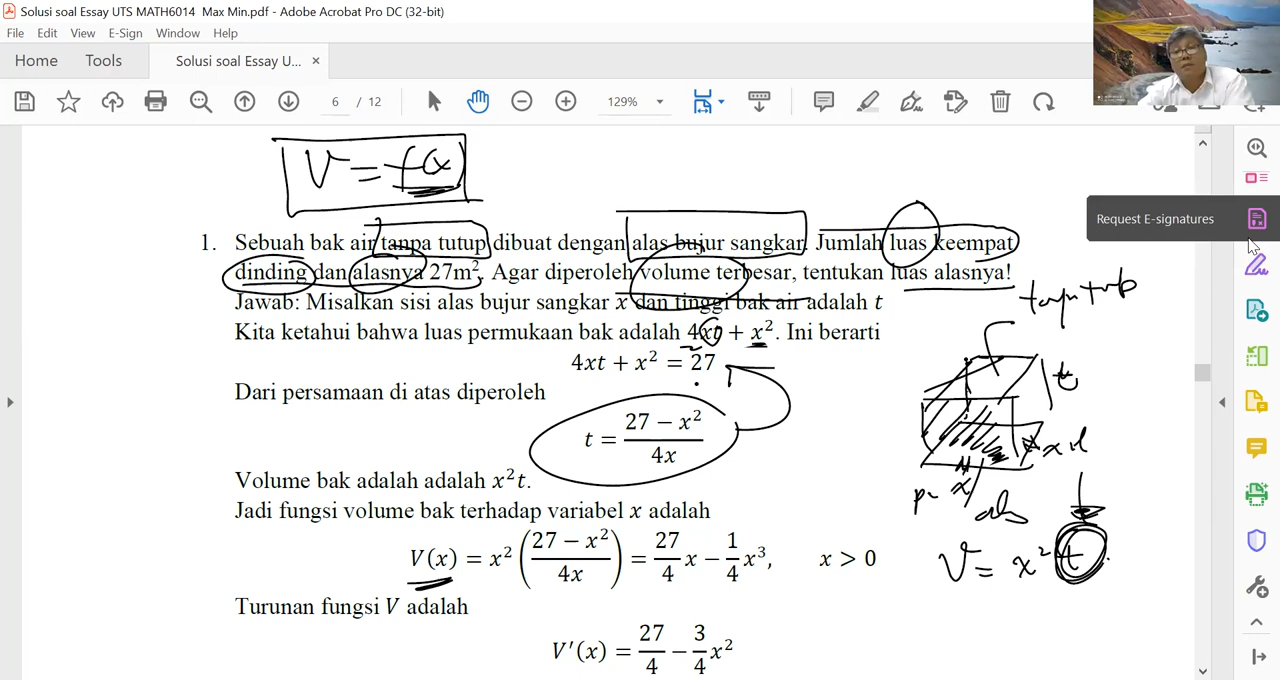 Solusi soal Essay UTS MATH6014  Max Min.pdf - Adobe Acrobat Pro DC (32-bit)
File Edit View E-Sign Window Help
Home Tools Solusi soal Essay U... ×
6 / 12 129%
V = f(x)
Request E-signatures
1. Sebuah bak air tanpa tutup dibuat dengan alas bujur sangkar. Jumlah luas keempat
dinding dan alasnya 27m². Agar diperoleh volume terbesar, tentukan luas alasnya!
Jawab: Misalkan sisi alas bujur sangkar x dan tinggi bak air adalah t
Kita ketahui bahwa luas permukaan bak adalah 4xt + x². Ini berarti
4xt + x² = 27
Dari persamaan di atas diperoleh
t = (27 − x²)/(4x)
Volume bak adalah adalah x²t.
Jadi fungsi volume bak terhadap variabel x adalah
V(x) = x² ((27 − x²)/(4x)) = 27/4 x − 1/4 x³, x > 0
Turunan fungsi V adalah
V′(x) = 27/4 − 3/4 x²
t
V = x² t